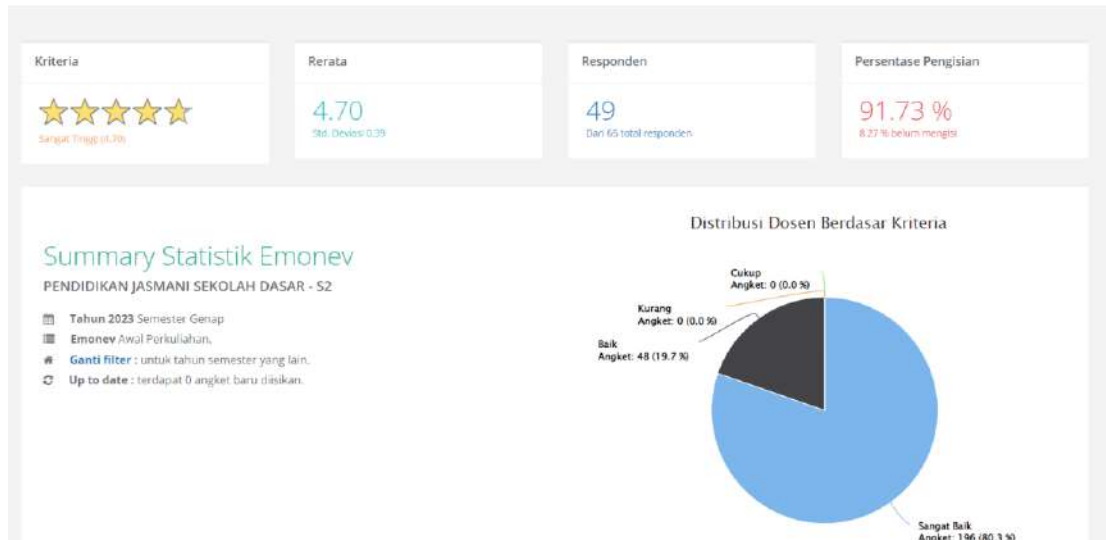 Kriteria
Sangat Tinggi (4.70)
Rerata
4.70
Std. Deviasi 0.39
Responden
49
Dari 65 total responden
Persentase Pengisian
91.73 %
8.27 % belum mengisi
Summary Statistik Emonev
PENDIDIKAN JASMANI SEKOLAH DASAR - S2
Tahun 2023 Semester Genap
Emonev Awal Perkuliahan.
Ganti filter : untuk tahun semester yang lain.
Up to date : terdapat 0 angket baru diisikan.
Distribusi Dosen Berdasar Kriteria
Cukup
Angket: 0 (0.0 %)
Kurang
Angket: 0 (0.0 %)
Baik
Angket: 48 (19.7 %)
Sangat Baik
Angket: 196 (80.3 %)